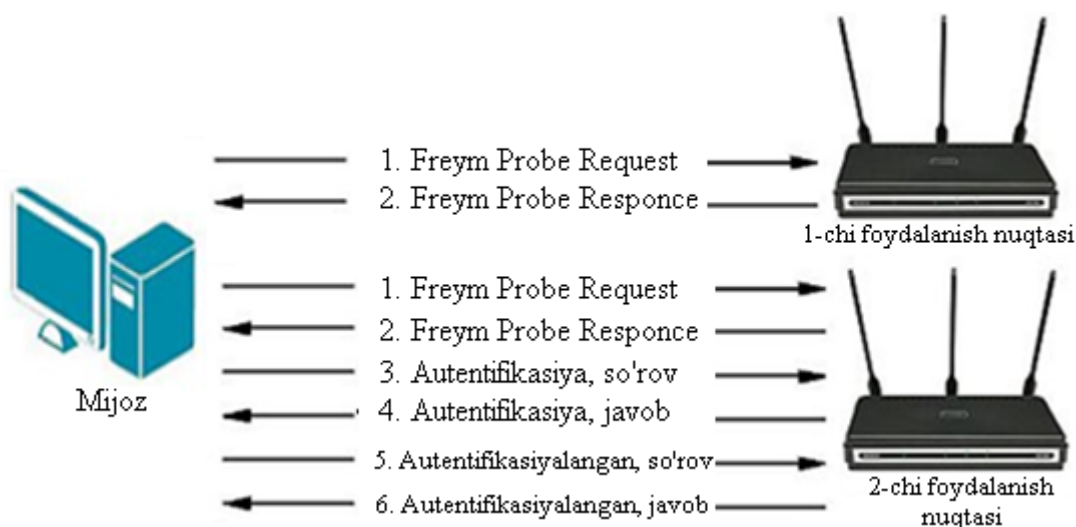 1. Freym Probe Request
2. Freym Probe Responce
1-chi foydalanish nuqtasi
1. Freym Probe Request
2. Freym Probe Responce
3. Autentifikasiya, so'rov
4. Autentifikasiya, javob
5. Autentifikasiyalangan, so'rov
6. Autentifikasiyalangan, javob
Mijoz
2-chi foydalanish
nuqtasi